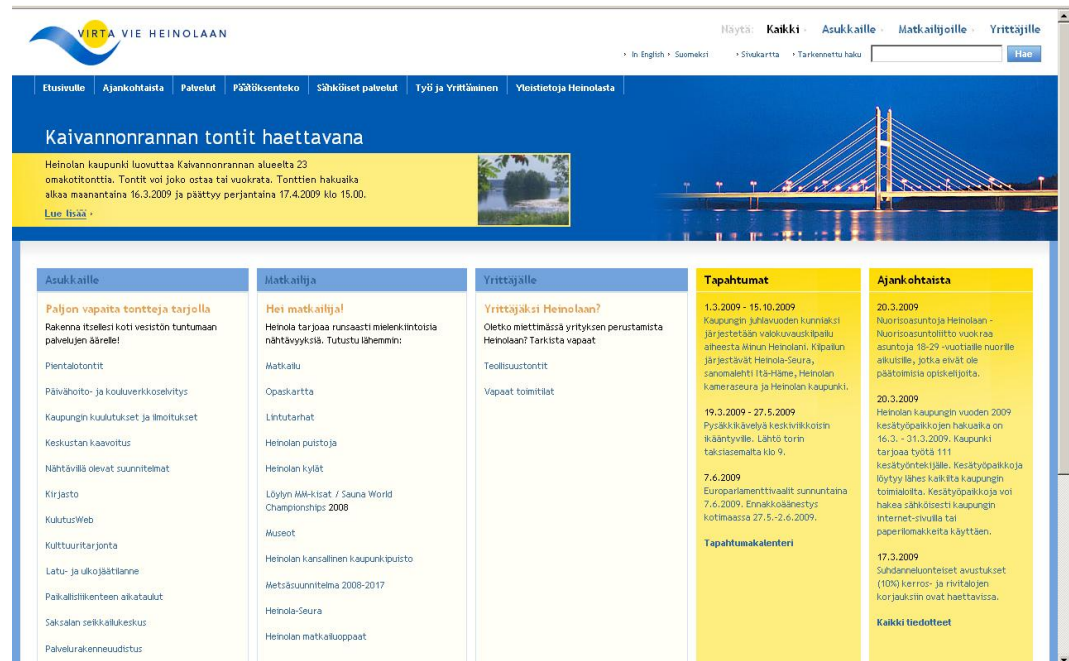 VIRTA VIE HEINOLAAN
Näytä: Kaikki Asukkaille Matkailijoille Yrittäjille
In English Suomeksi Sivukartta Tarkennettu haku Hae
Etusivulle Ajankohtaista Palvelut Päätöksenteko Sähköiset palvelut Työ ja Yrittäminen Yleistietoja Heinolasta
Kaivannonrannan tontit haettavana
Heinolan kaupunki luovuttaa Kaivannonrannan alueelta 23
omakotitonttia. Tontit voi joko ostaa tai vuokrata. Tonttien hakuaika
alkaa maanantaina 16.3.2009 ja päättyy perjantaina 17.4.2009 klo 15.00.
Lue lisää
Asukkaille
Paljon vapaita tontteja tarjolla
Rakenna itsellesi koti vesistön tuntumaan
palvelujen äärelle!
Pientalotontit
Päivähoito- ja kouluverkkoselvitys
Kaupungin kuulutukset ja ilmoitukset
Keskustan kaavoitus
Nähtävillä olevat suunnitelmat
Kirjasto
KulutusWeb
Kulttuuritarjonta
Latu- ja ulkojäätilanne
Paikallisliikenteen aikataulut
Saksalan seikkailukeskus
Palvelurakenneuudistus
Matkailija
Hei matkailija!
Heinola tarjoaa runsaasti mielenkiintoisia
nähtävyyksiä. Tutustu lähemmin:
Matkailu
Opaskartta
Lintutarhat
Heinolan puistoja
Heinolan kylät
Löylyn MM-kisat / Sauna World
Championships 2008
Museot
Heinolan kansallinen kaupunkipuisto
Metsäsuunnitelma 2008-2017
Heinola-Seura
Heinolan matkailuoppaat
Yrittäjälle
Yrittäjäksi Heinolaan?
Oletko miettimässä yrityksen perustamista
Heinolaan? Tarkista vapaat
Teollisuustontit
Vapaat toimitilat
Tapahtumat
1.3.2009 - 15.10.2009
Kaupungin juhlavuoden kunniaksi
järjestetään valokuvauskilpailu
aiheesta Minun Heinolani. Kilpailun
järjestävät Heinola-Seura,
sanomalehti Itä-Häme, Heinolan
kameraseura ja Heinolan kaupunki.
19.3.2009 - 27.5.2009
Pysäkkikävelyä keskiviikkoisin
ikääntyville. Lähtö torin
taksiasemalta klo 9.
7.6.2009
Europarlamenttivaalit sunnuntaina
7.6.2009. Ennakkoäänestys
kotimaassa 27.5.-2.6.2009.
Tapahtumakalenteri
Ajankohtaista
20.3.2009
Nuorisoasuntoja Heinolaan -
Nuorisoasuntoliitto vuokraa
asuntoja 18-29 -vuotiaille nuorille
aikuisille, jotka eivät ole
päätoimisia opiskelijoita.
20.3.2009
Heinolan kaupungin vuoden 2009
kesätyöpaikkojen hakuaika on
16.3. - 31.3.2009. Kaupunki
tarjoaa työtä 111
kesätyöntekijälle. Kesätyöpaikkoja
löytyy lähes kaikilta kaupungin
toimialoilta. Kesätyöpaikkoja voi
hakea sähköisesti kaupungin
internet-sivuilla tai
paperilomakkeita käyttäen.
17.3.2009
Suhdanneluonteiset avustukset
(10%) kerros- ja rivitalojen
korjauksiin ovat haettavissa.
Kaikki tiedotteet